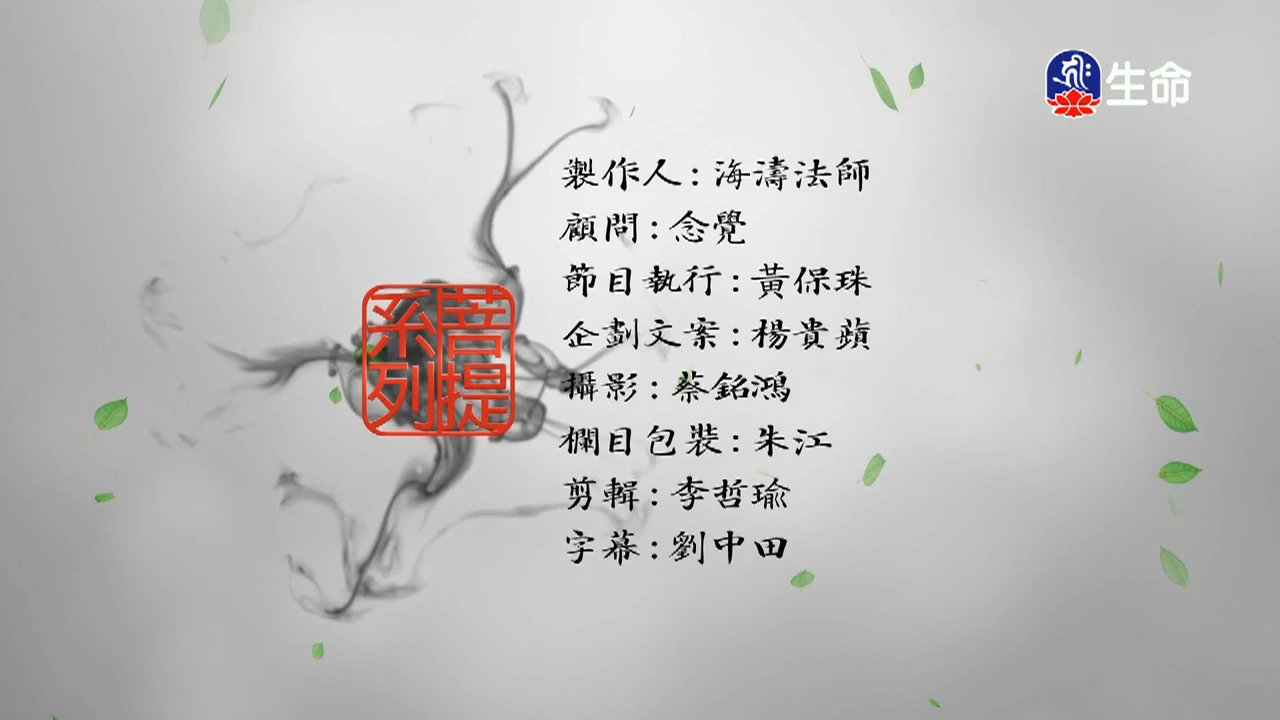 生命
製作人:海濤法師
顧問:念覺
節目執行:黃保珠
企劃文案:楊貴蘋
攝影:蔡銘鴻
欄目包裝:朱江
剪輯:李哲瑜
字幕:劉中田
菩提
系列